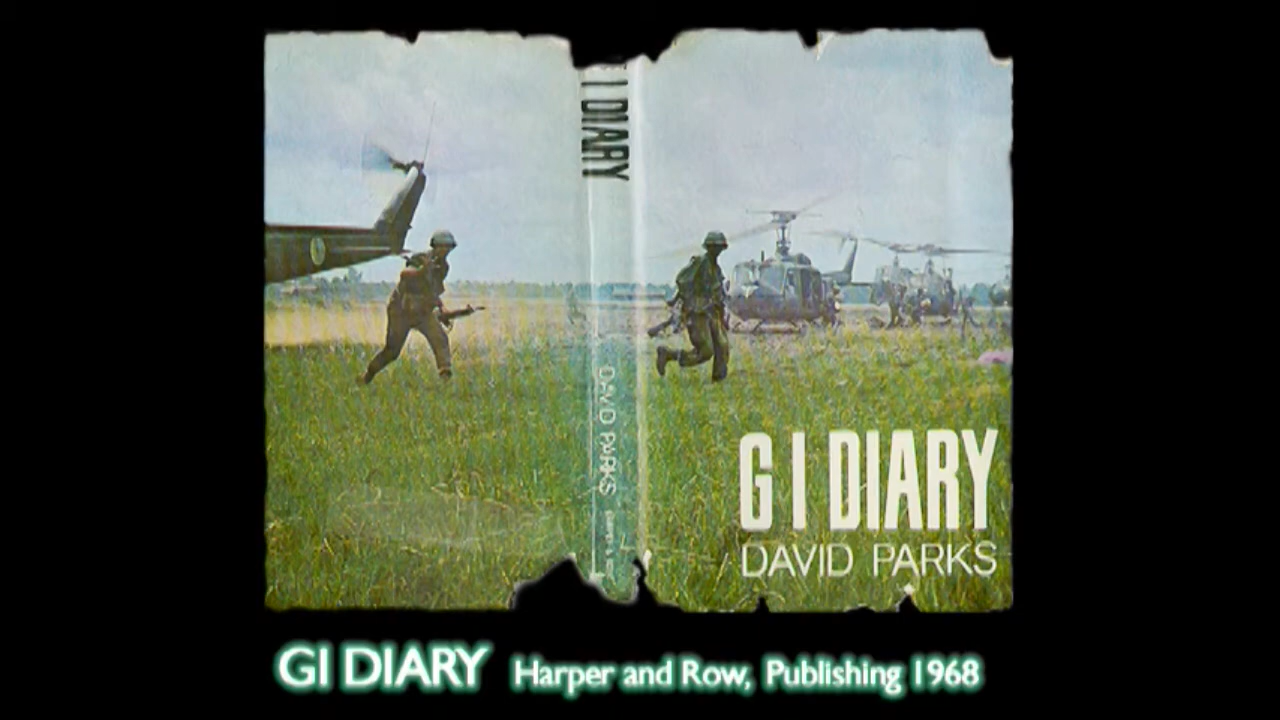 I DIARY
DAVID PARKS
G I DIARY
DAVID PARKS
GI DIARY Harper and Row, Publishing 1968